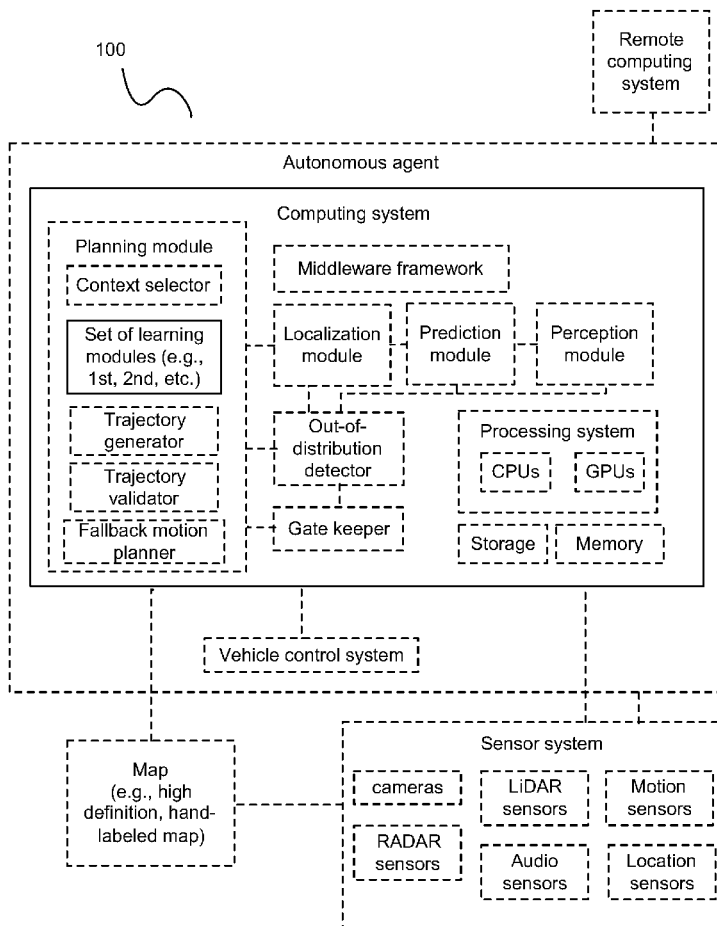 100
Remote
computing
system
Autonomous agent
Computing system
Planning module
Context selector
Set of learning
modules (e.g.,
1st, 2nd, etc.)
Trajectory
generator
Trajectory
validator
Fallback motion
planner
Middleware framework
Localization
module
Prediction
module
Perception
module
Out-of-
distribution
detector
Gate keeper
Processing system
CPUs
GPUs
Storage
Memory
Vehicle control system
Map
(e.g., high
definition, hand-
labeled map)
Sensor system
cameras
LiDAR
sensors
Motion
sensors
RADAR
sensors
Audio
sensors
Location
sensors